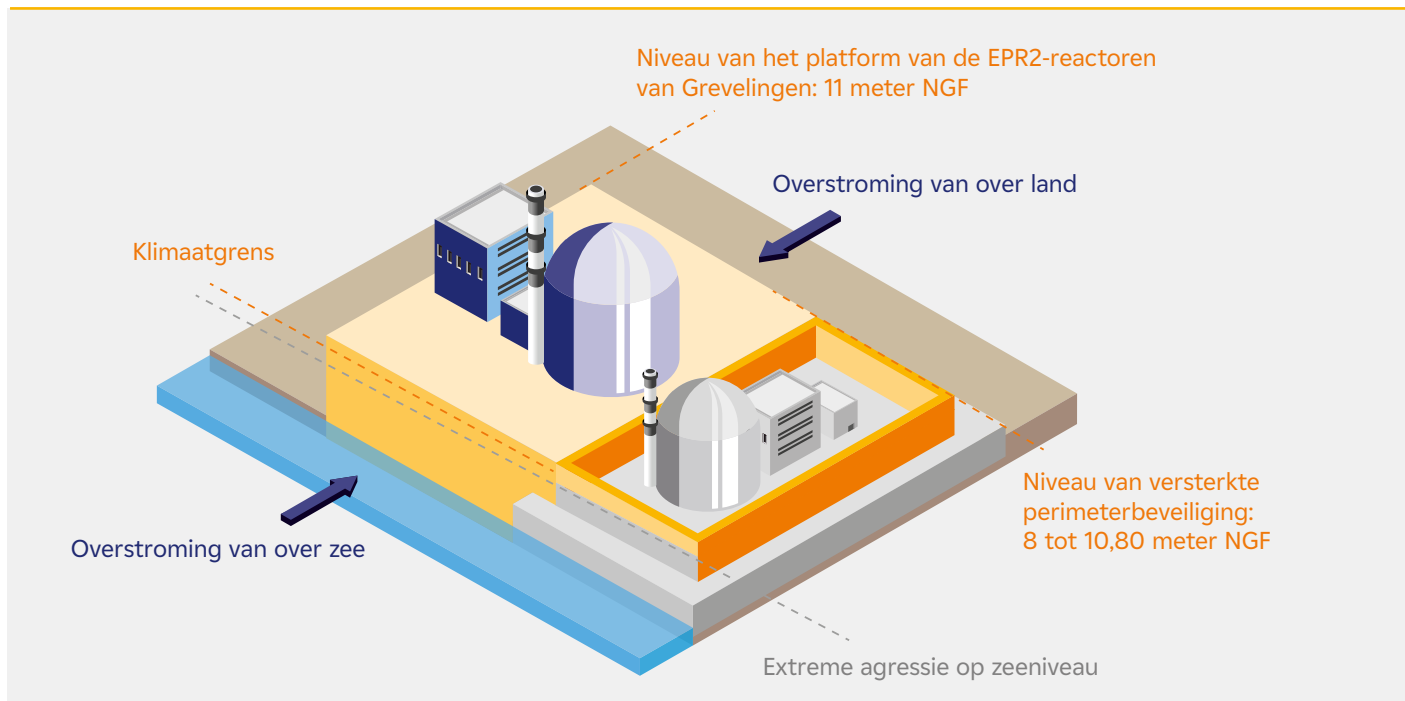 Niveau van het platform van de EPR2-reactoren
van Grevelingen: 11 meter NGF
Overstroming van over land
Klimaatgrens
Niveau van versterkte
perimeterbeveiliging:
8 tot 10,80 meter NGF
Overstroming van over zee
Extreme agressie op zeeniveau